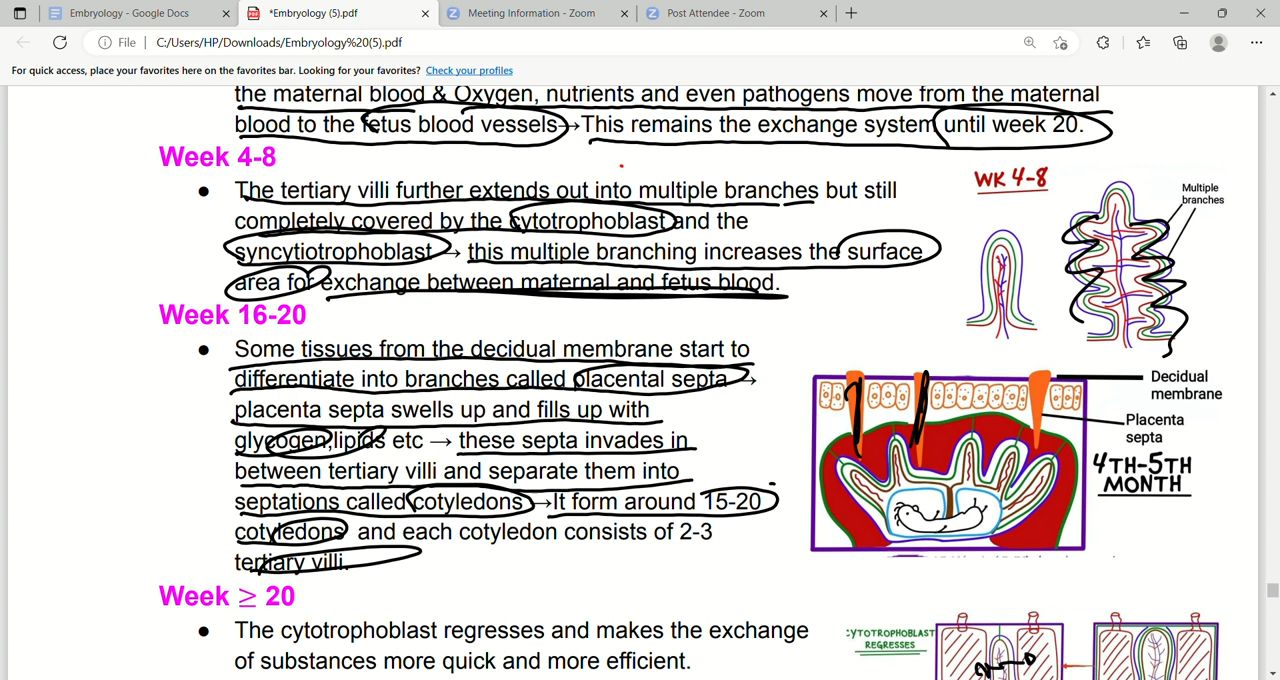 Embryology - Google Docs
*Embryology (5).pdf
Meeting Information - Zoom
Post Attendee - Zoom
File
C:/Users/HP/Downloads/Embryology%20(5).pdf
For quick access, place your favorites here on the favorites bar. Looking for your favorites? Check your profiles
the maternal blood & Oxygen, nutrients and even pathogens move from the maternal
blood to the fetus blood vessels→This remains the exchange system until week 20.
Week 4-8
● The tertiary villi further extends out into multiple branches but still
completely covered by the cytotrophoblast and the
syncytiotrophoblast → this multiple branching increases the surface
area for exchange between maternal and fetus blood.
WK 4-8
Multiple
branches
Week 16-20
● Some tissues from the decidual membrane start to
differentiate into branches called placental septa →
placenta septa swells up and fills up with
glycogen,lipids etc → these septa invades in
between tertiary villi and separate them into
septations called cotyledons →It form around 15-20
cotyledons and each cotyledon consists of 2-3
tertiary villi.
Decidual
membrane
Placenta
septa
4TH-5TH
MONTH
Week ≥ 20
● The cytotrophoblast regresses and makes the exchange
of substances more quick and more efficient.
CYTOTROPHOBLAST
REGRESSES